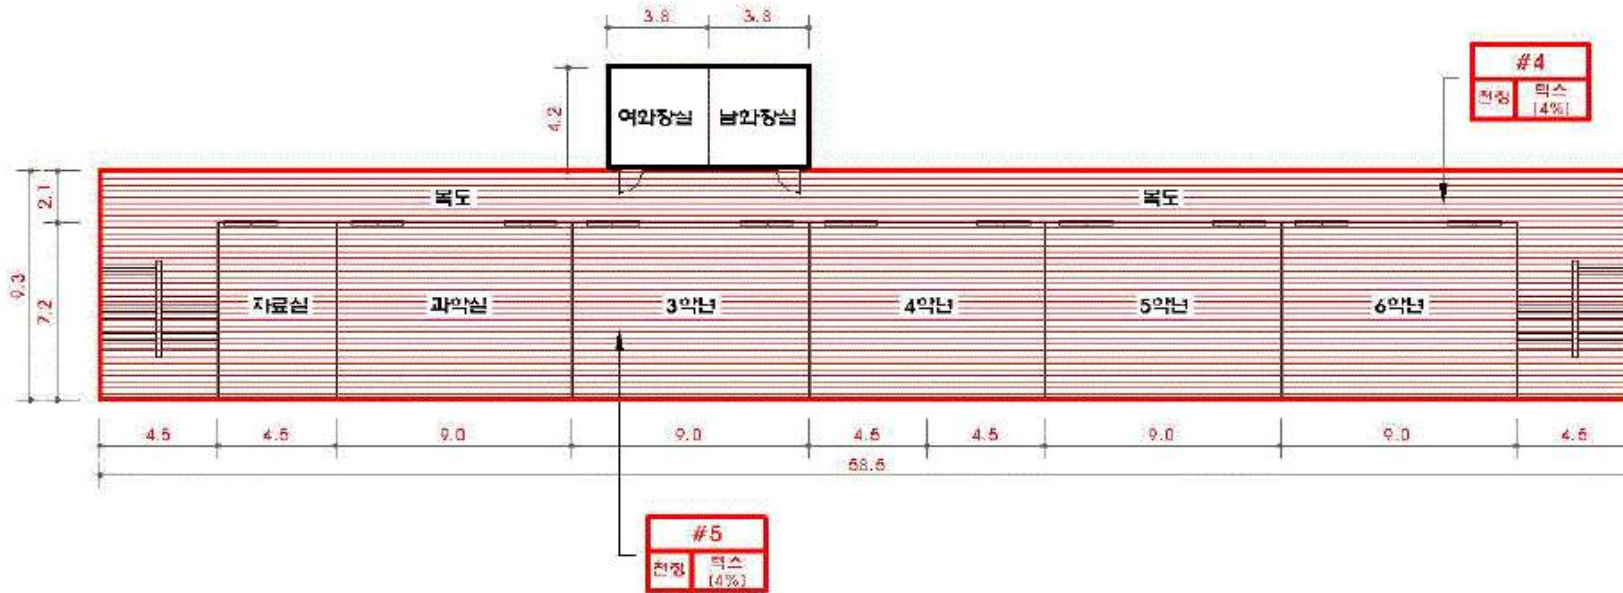 3.8
3.8
#4
천장
텍스
(4%)
4.2
여화장실
남화장실
2.1
복도
복도
9.3
7.2
자료실
과학실
3학년
4학년
5학년
6학년
4.5
4.5
9.0
9.0
4.5
4.5
9.0
9.0
4.5
58.5
#5
천장
텍스
(4%)